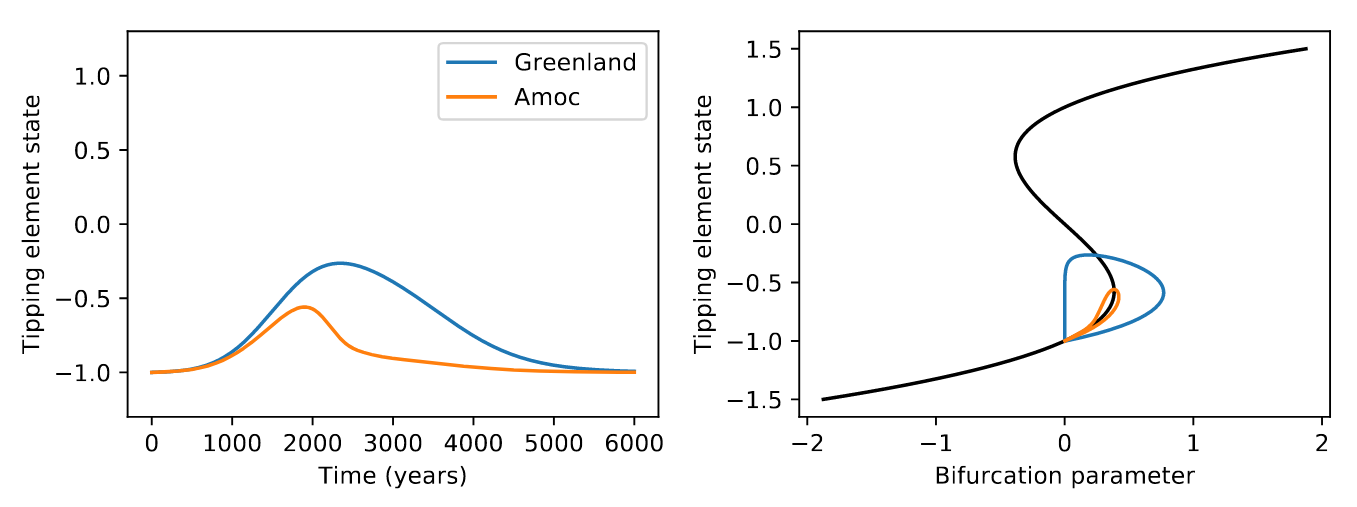 Tipping element state
1.0
0.5
0.0
−0.5
−1.0
0 1000 2000 3000 4000 5000 6000
Time (years)
Greenland
Amoc
Tipping element state
1.5
1.0
0.5
0.0
−0.5
−1.0
−1.5
−2 −1 0 1 2
Bifurcation parameter